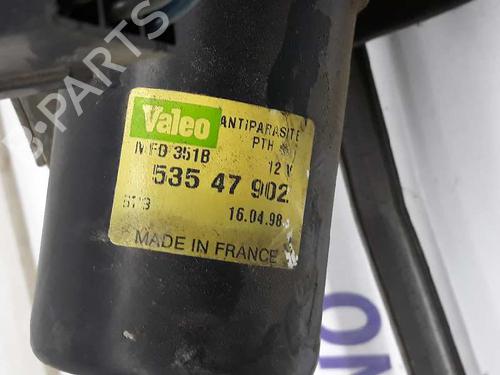 B-PARTS
Valeo
ANTIPARASITE
PTH
MFD 351B
12 V
535 47 902
16.04.98
MADE IN FRANCE